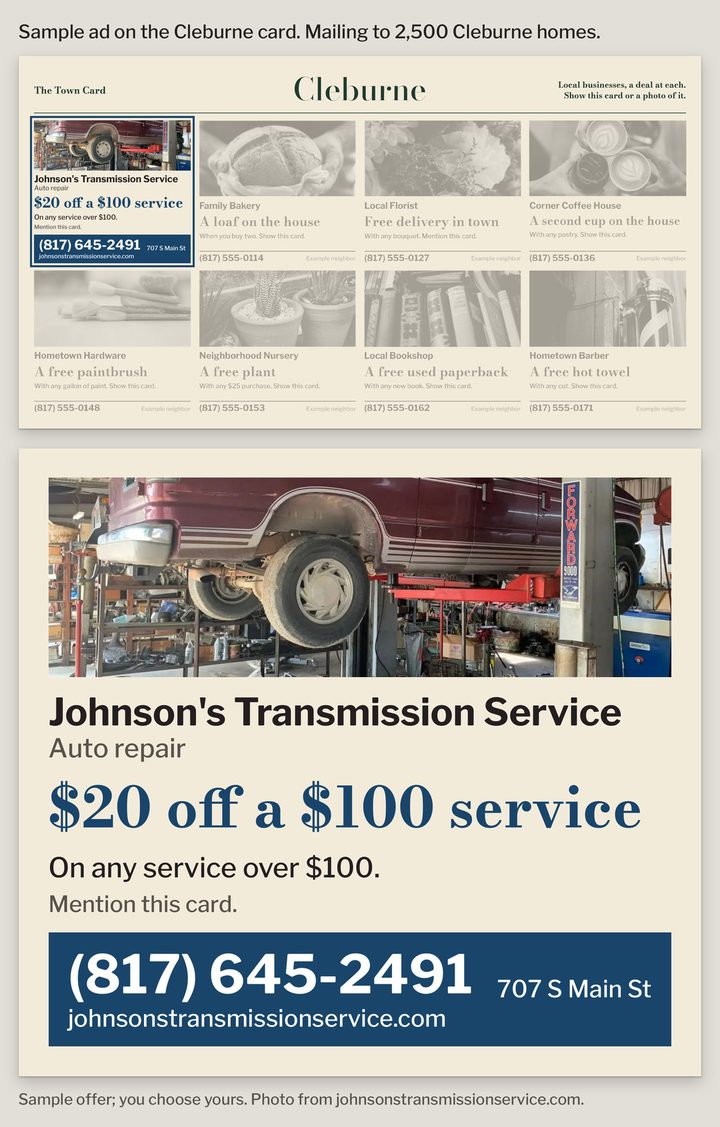 Sample ad on the Cleburne card. Mailing to 2,500 Cleburne homes.
The Town Card
Cleburne
Local businesses, a deal at each.
Show this card or a photo of it.
Johnson's Transmission Service
Auto repair
$20 off a $100 service
On any service over $100.
Mention this card.
(817) 645-2491 707 S Main St
johnsonstransmissionservice.com
Family Bakery
A loaf on the house
When you buy two. Show this card.
(817) 555-0114 Example neighbor
Local Florist
Free delivery in town
With any bouquet. Mention this card.
(817) 555-0127 Example neighbor
Corner Coffee House
A second cup on the house
With any pastry. Show this card.
(817) 555-0136 Example neighbor
Hometown Hardware
A free paintbrush
With any gallon of paint. Show this card.
(817) 555-0148 Example neighbor
Neighborhood Nursery
A free plant
With any $25 purchase. Show this card.
(817) 555-0153 Example neighbor
Local Bookshop
A free used paperback
With any new book. Show this card.
(817) 555-0162 Example neighbor
Hometown Barber
A free hot towel
With any cut. Show this card.
(817) 555-0171 Example neighbor
FORWARD
9000
Johnson's Transmission Service
Auto repair
$20 off a $100 service
On any service over $100.
Mention this card.
(817) 645-2491 707 S Main St
johnsonstransmissionservice.com
Sample offer; you choose yours. Photo from johnsonstransmissionservice.com.